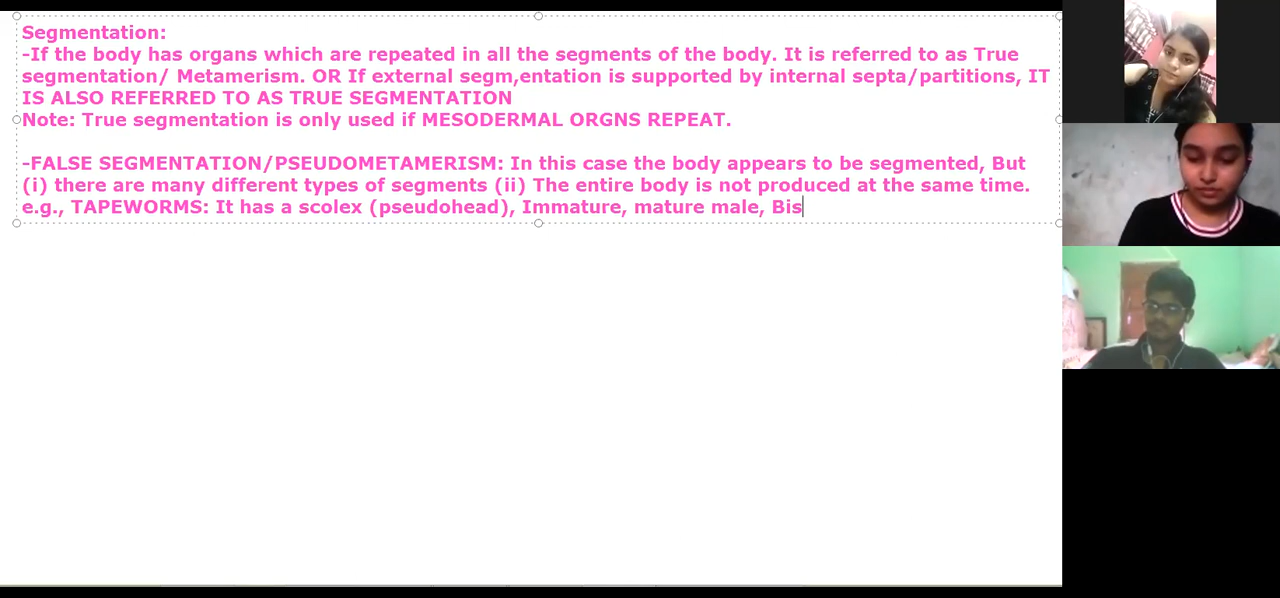 Segmentation:
-If the body has organs which are repeated in all the segments of the body. It is referred to as True
segmentation/ Metamerism. OR If external segm,entation is supported by internal septa/partitions, IT
IS ALSO REFERRED TO AS TRUE SEGMENTATION
Note: True segmentation is only used if MESODERMAL ORGNS REPEAT.
-FALSE SEGMENTATION/PSEUDOMETAMERISM: In this case the body appears to be segmented, But
(i) there are many different types of segments (ii) The entire body is not produced at the same time.
e.g., TAPEWORMS: It has a scolex (pseudohead), Immature, mature male, Bis